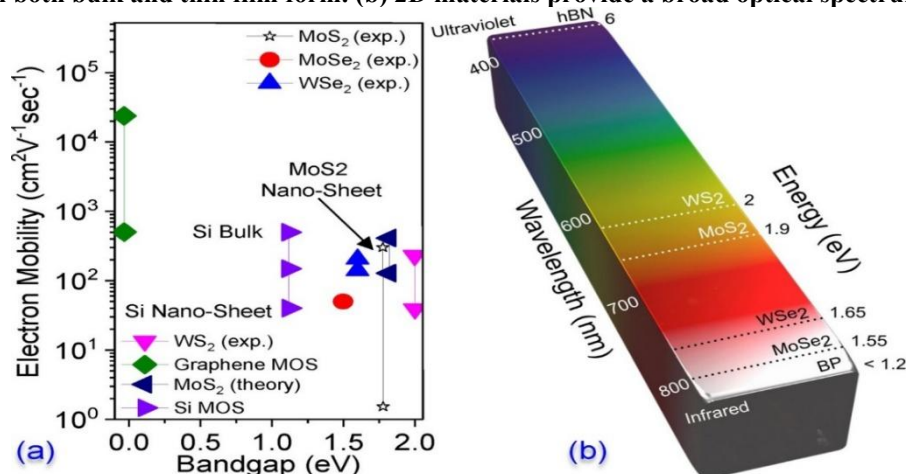 r both bulk and thin film form. (b) 2D materials provide a broad optical spectru
MoS₂ (exp.)
MoSe₂ (exp.)
WSe₂ (exp.)
10⁵
10⁴
10³
10²
10¹
10⁰
Electron Mobility (cm²V⁻¹sec⁻¹)
MoS2
Nano-Sheet
Si Bulk
Si Nano-Sheet
WS₂ (exp.)
Graphene MOS
MoS₂ (theory)
Si MOS
0.0 0.5 1.0 1.5 2.0
Bandgap (eV)
(a)
Ultraviolet
hBN
6
400
500
600
700
800
Wavelength (nm)
Energy (eV)
WS2
2
MoS2
1.9
WSe2
1.65
MoSe2
1.55
BP
< 1.2
Infrared
(b)